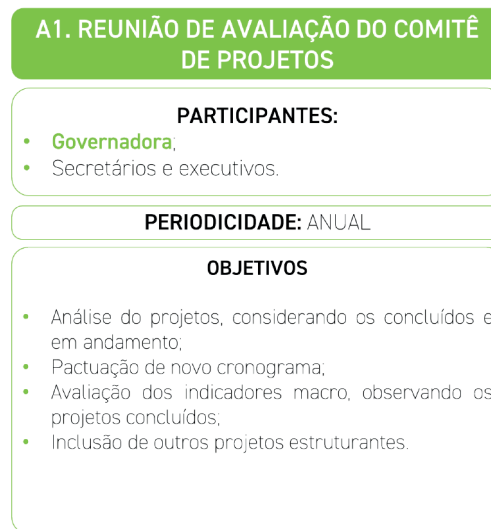 A1. REUNIÃO DE AVALIAÇÃO DO COMITÊ
DE PROJETOS
PARTICIPANTES:
• Governadora;
• Secretários e executivos.
PERIODICIDADE: ANUAL
OBJETIVOS
• Análise do projetos, considerando os concluídos e
em andamento;
• Pactuação de novo cronograma;
• Avaliação dos indicadores macro, observando os
projetos concluídos;
• Inclusão de outros projetos estruturantes.